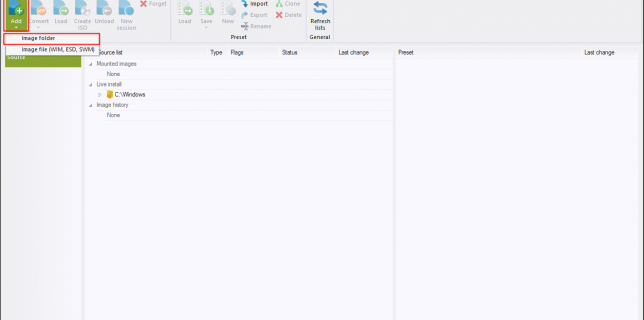 Forget Import Clone
Add Convert Load Create ISO Unload New session Load Save New Export Delete Refresh lists
Rename
Preset General
Image folder
Image file (WIM, ESD, SWM)
Source
Source list Type Flags Status Last change Preset Last change
Mounted images
None
Live install
C:\Windows
Image history
None